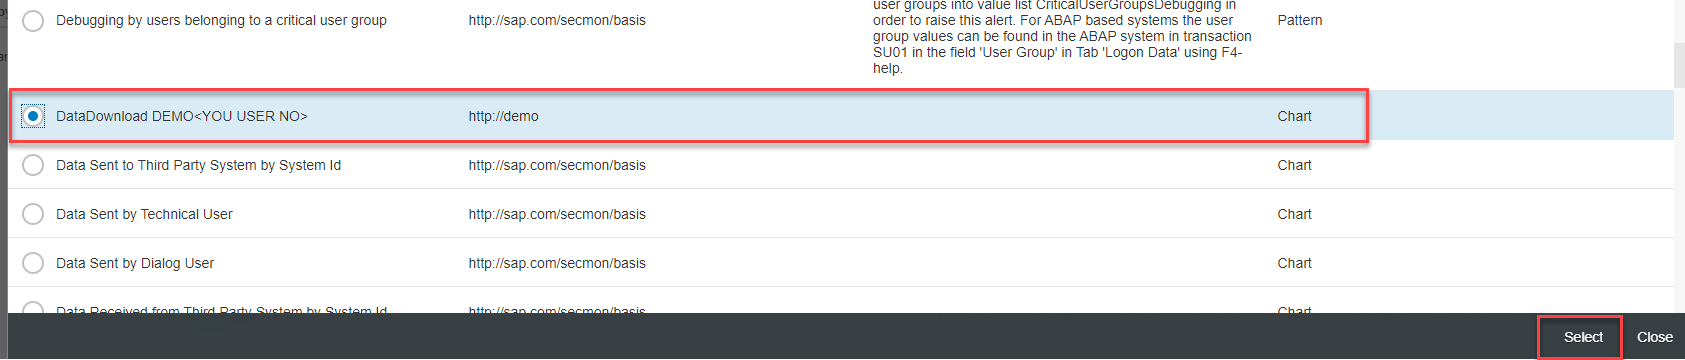 user groups into value list CriticalUserGroupsDebugging in
Debugging by users belonging to a critical user group http://sap.com/secmon/basis order to raise this alert. For ABAP based systems the user Pattern
group values can be found in the ABAP system in transaction
SU01 in the field 'User Group' in Tab 'Logon Data' using F4-
help.
DataDownload DEMO<YOU USER NO> http://demo Chart
Data Sent to Third Party System by System Id http://sap.com/secmon/basis Chart
Data Sent by Technical User http://sap.com/secmon/basis Chart
Data Sent by Dialog User http://sap.com/secmon/basis Chart
Data Received from Third Party System by System Id http://sap.com/secmon/basis Chart
Select Close